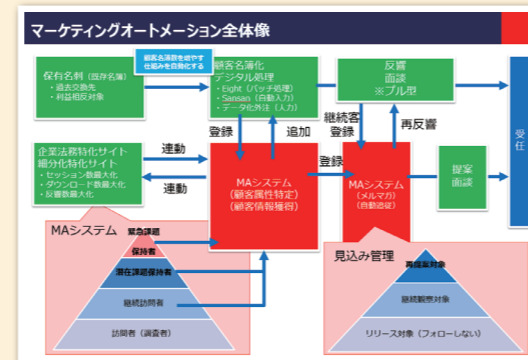 マーケティングオートメーション全体像
顧客名簿数を増やす
仕組みを自動化する
保有名刺（既存名簿）
・過去交換先
・利益相反対象
顧客名簿化
デジタル処理
・Eight（バッチ処理）
・Sansan（自動入力）
・データ化外注（入力）
反響
面談
※プル型
受任
登録
追加
継続客
登録
再反響
企業法務特化サイト
細分化特化サイト
・セッション数最大化
・ダウンロード数最大化
・反響数最大化
連動
連動
MAシステム
（顧客属性特定）
（顧客情報獲得）
登録
MAシステム
（メルマガ）
（自動追従）
提案
面談
MAシステム
緊急課題
保持者
潜在課題保持者
継続訪問者
訪問者（調査者）
見込み管理
再提案対象
継続観察対象
リリース対象（フォローしない）